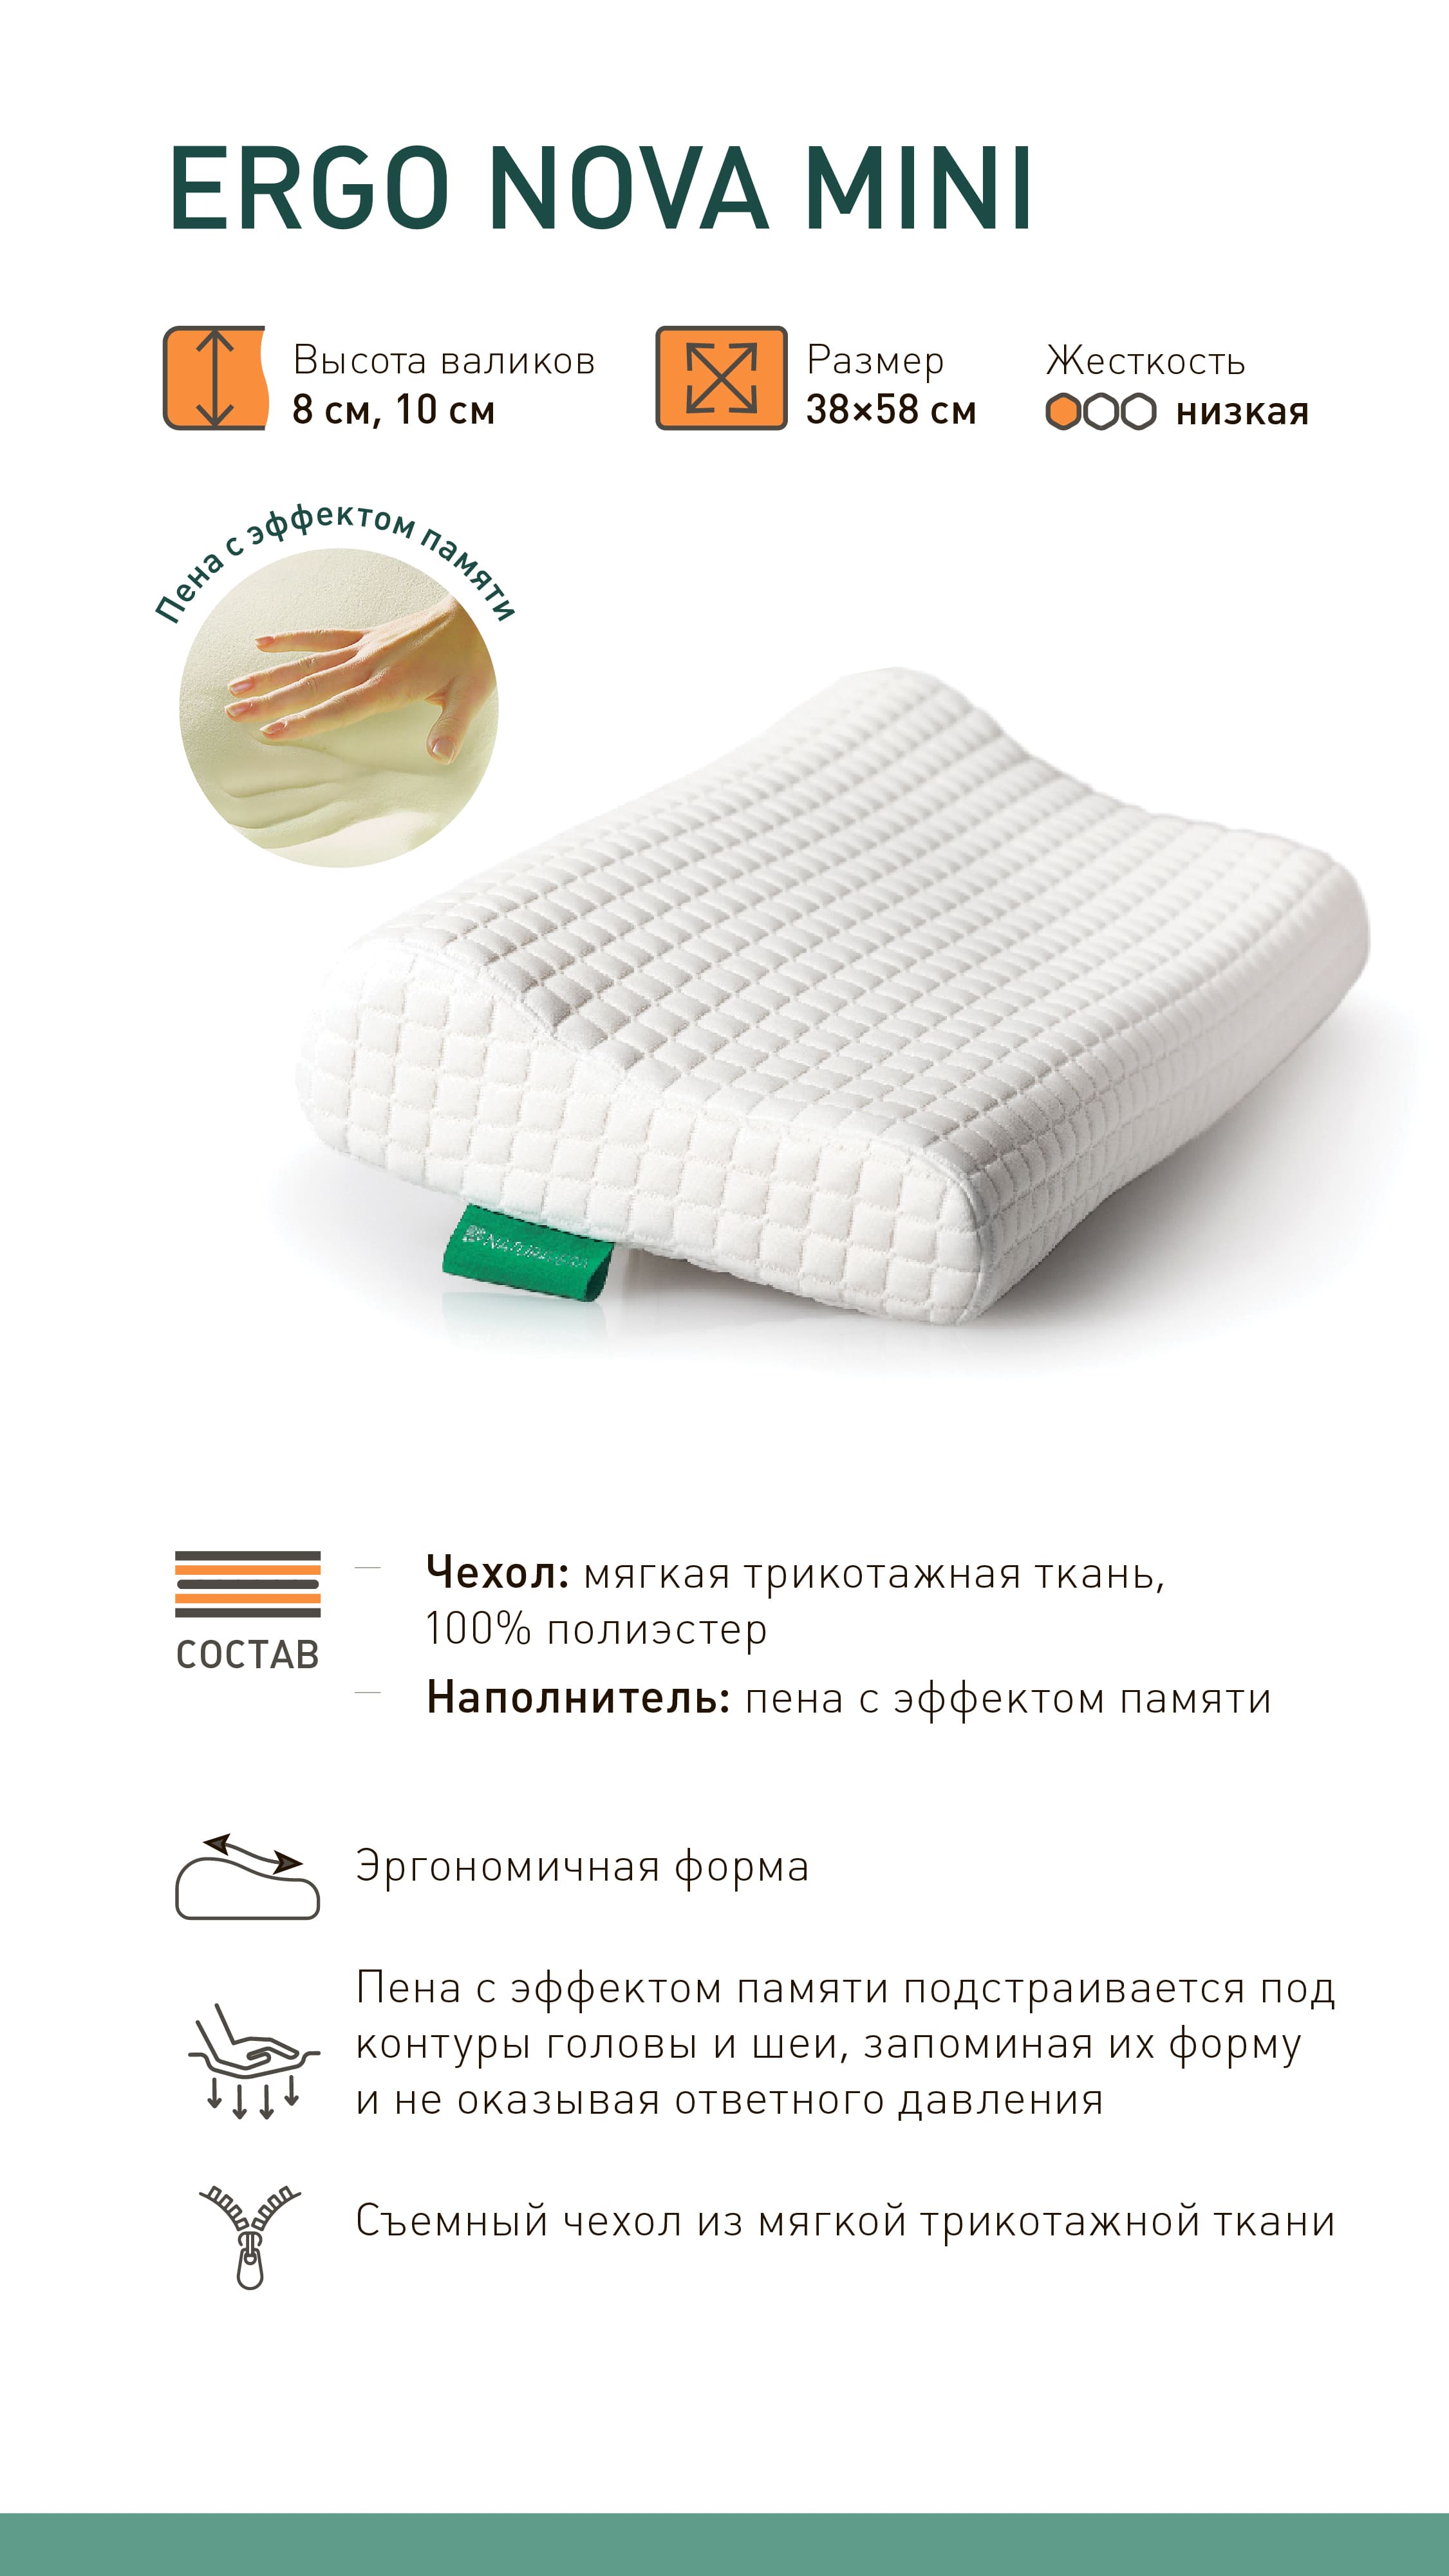 ERGO NOVA MINI
Высота валиков
8 см, 10 см
Размер
38×58 см
Жесткость
низкая
Пена с эффектом памяти
СОСТАВ
Чехол: мягкая трикотажная ткань,
100% полиэстер
Наполнитель: пена с эффектом памяти
Эргономичная форма
Пена с эффектом памяти подстраивается под
контуры головы и шеи, запоминая их форму
и не оказывая ответного давления
Съемный чехол из мягкой трикотажной ткани